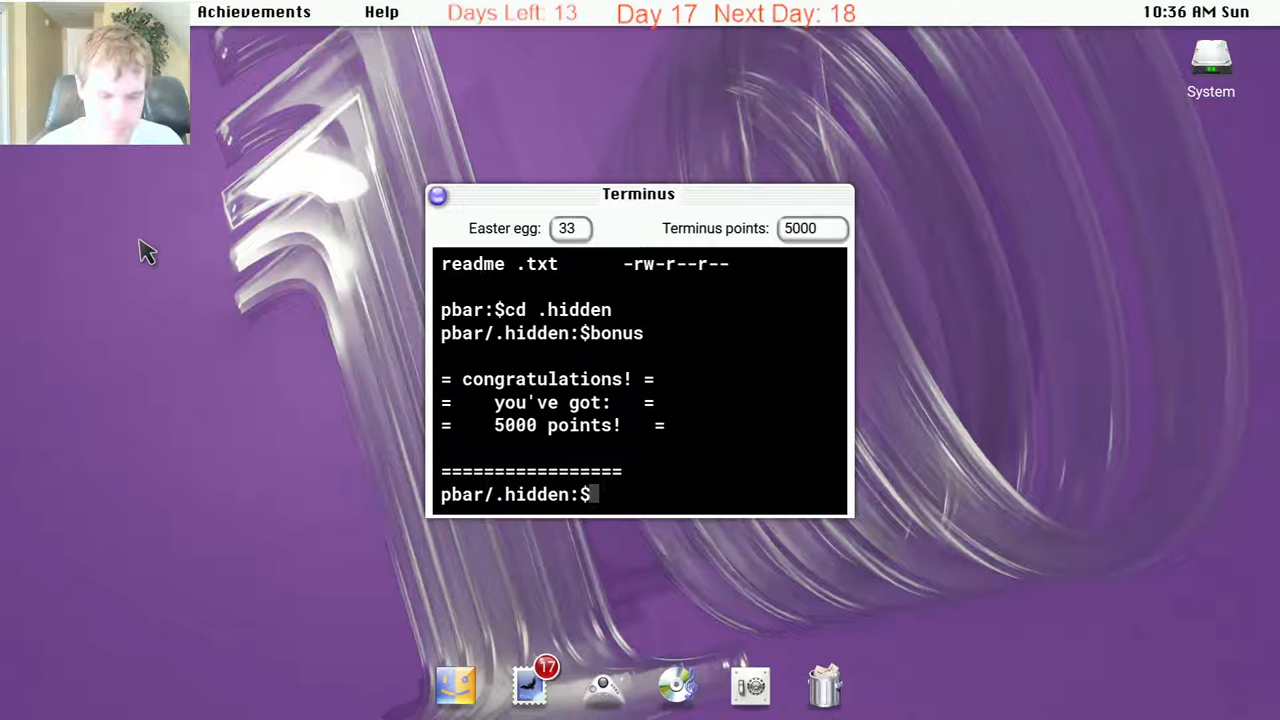 Achievements Help Days Left: 13 Day 17 Next Day: 18 10:36 AM Sun
System
Terminus
Easter egg: 33 Terminus points: 5000
readme .txt -rw-r--r--
pbar:$cd .hidden
pbar/.hidden:$bonus
= congratulations! =
= you've got: =
= 5000 points! =
=================
pbar/.hidden:$
17